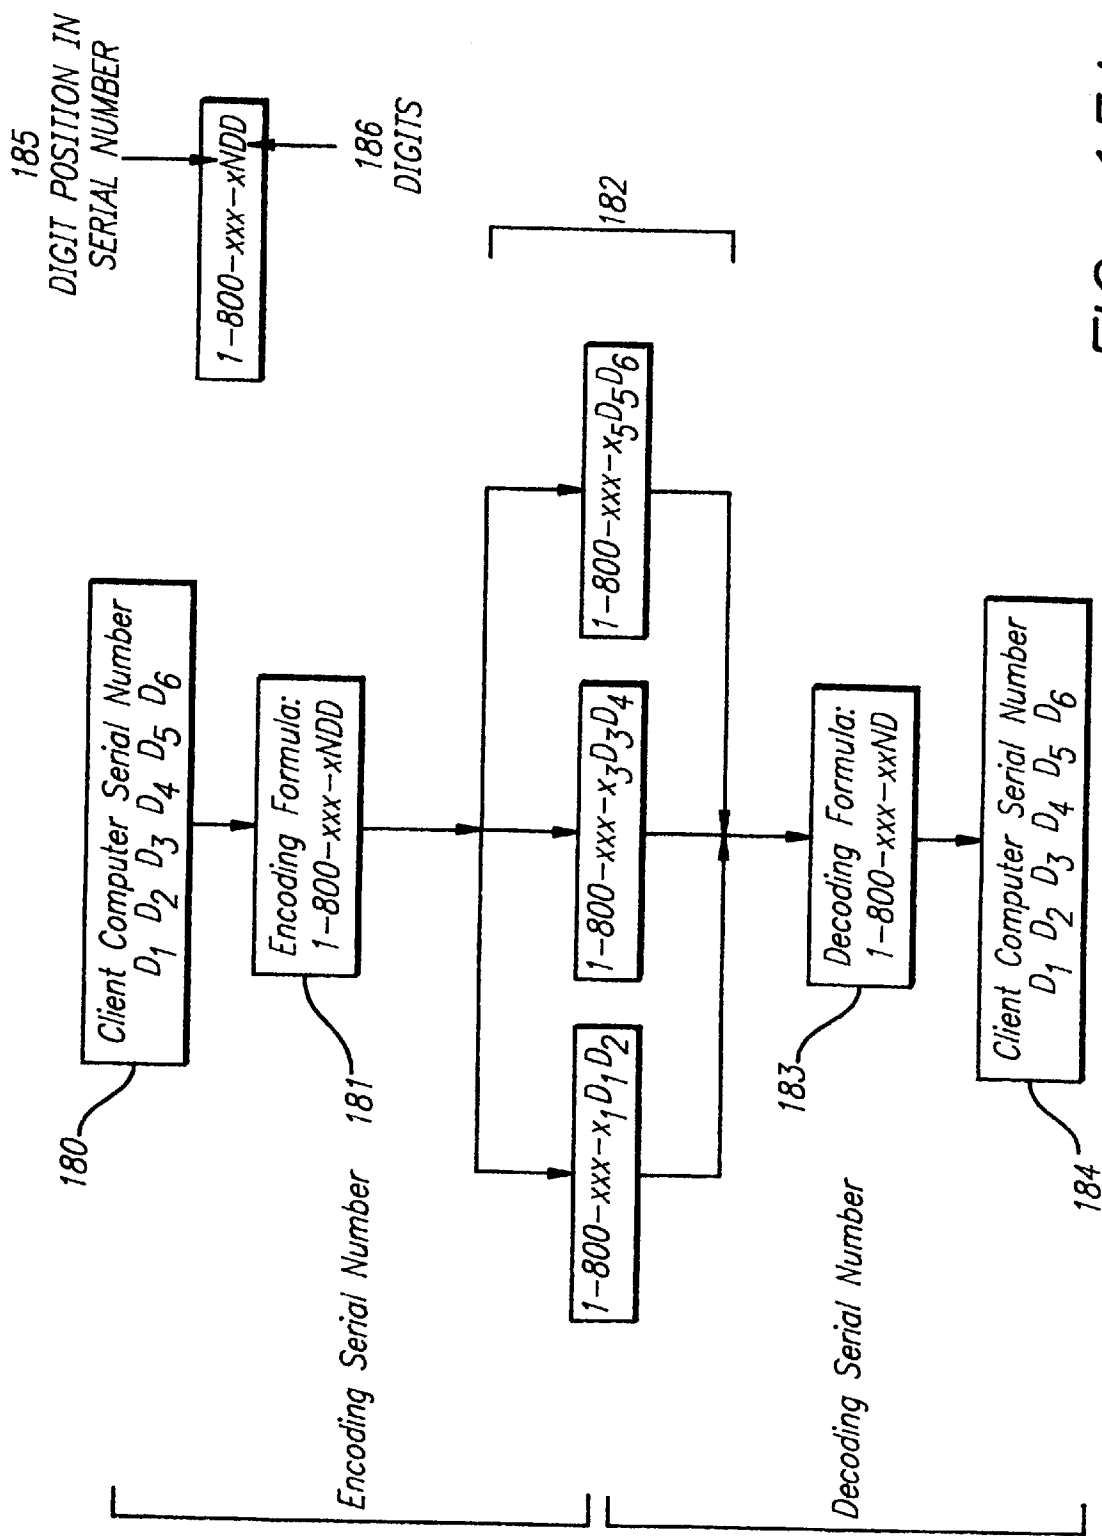 185
DIGIT POSITION IN
SERIAL NUMBER
1-800-xxx-xNDD
186
DIGITS
180
Client Computer Serial Number
D1 D2 D3 D4 D5 D6
Encoding Serial Number
181
Encoding Formula:
1-800-xxx-xNDD
182
1-800-xxx-x1D1D2
1-800-xxx-x3D3D4
1-800-xxx-x5D5D6
Decoding Serial Number
183
Decoding Formula:
1-800-xxx-xxND
184
Client Computer Serial Number
D1 D2 D3 D4 D5 D6